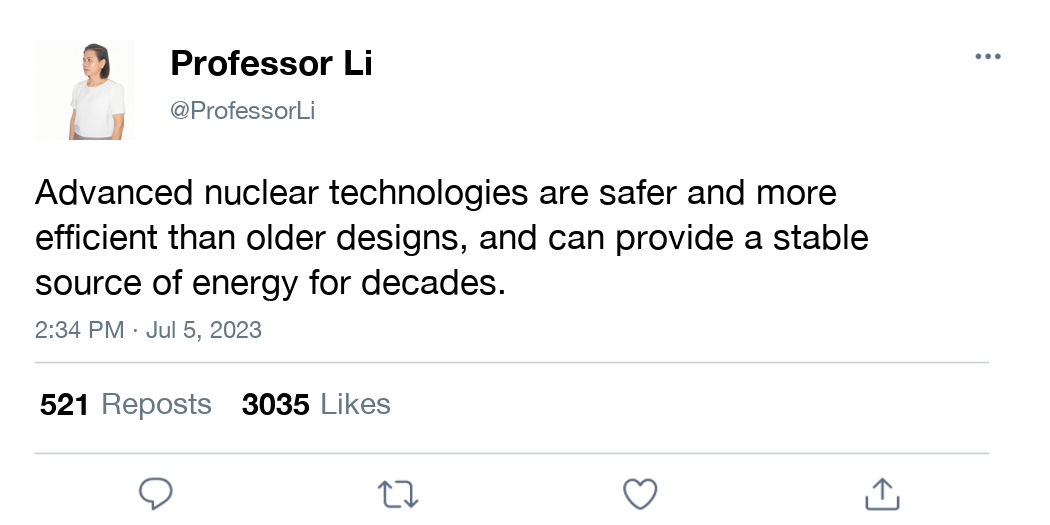 Professor Li
@ProfessorLi
Advanced nuclear technologies are safer and more
efficient than older designs, and can provide a stable
source of energy for decades.
2:34 PM · Jul 5, 2023
521 Reposts 3035 Likes